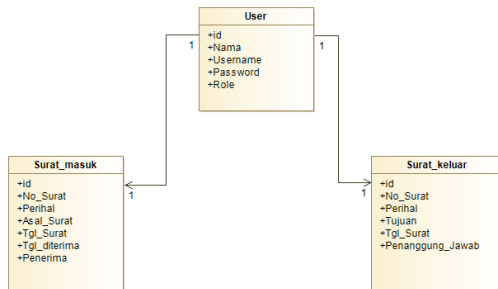 User
+id
+Nama
+Username
+Password
+Role
1
1
Surat_masuk
+id
+No_Surat
+Perihal
+Asal_Surat
+Tgl_Surat
+Tgl_diterima
+Penerima
1
Surat_keluar
+id
+No_Surat
+Perihal
+Tujuan
+Tgl_Surat
+Penanggung_Jawab
1